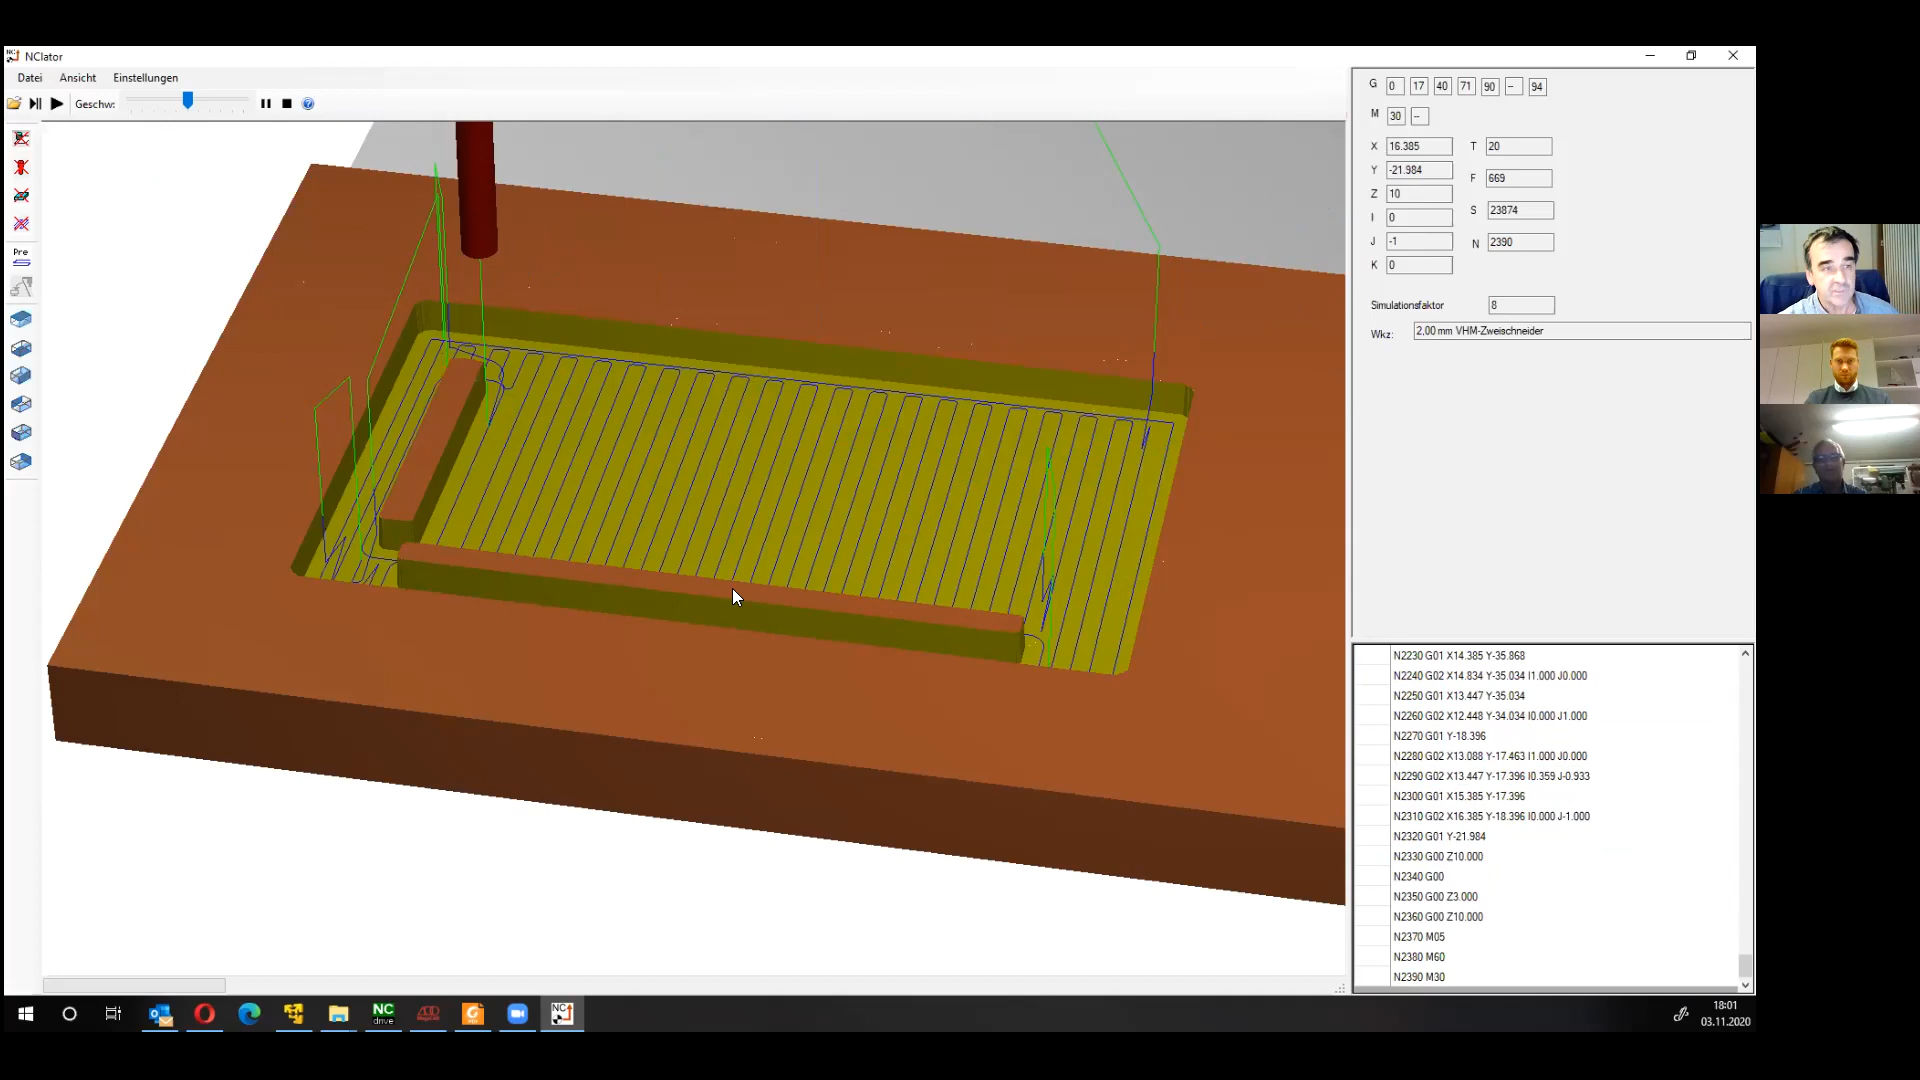 NClator
Datei Ansicht Einstellungen
Geschw:
G 0 17 40 71 90 -- 94
M 30 --
X 16.385 T 20
Y -21.984
F 669
Z 10
S 23874
I 0
J -1 N 2390
K 0
Simulationsfaktor 8
Wkz: 2,00 mm VHM-Zweischneider
Pre
N2230 G01 X14.385 Y-35.868
N2240 G02 X14.834 Y-35.034 I1.000 J0.000
N2250 G01 X13.447 Y-35.034
N2260 G02 X12.448 Y-34.034 I0.000 J1.000
N2270 G01 Y-18.396
N2280 G02 X13.088 Y-17.463 I1.000 J0.000
N2290 G02 X13.447 Y-17.396 I0.359 J-0.933
N2300 G01 X15.385 Y-17.396
N2310 G02 X16.385 Y-18.396 I0.000 J-1.000
N2320 G01 Y-21.984
N2330 G00 Z10.000
N2340 G00
N2350 G00 Z3.000
N2360 G00 Z10.000
N2370 M05
N2380 M60
N2390 M30
NC
drive
NC
18:01
03.11.2020